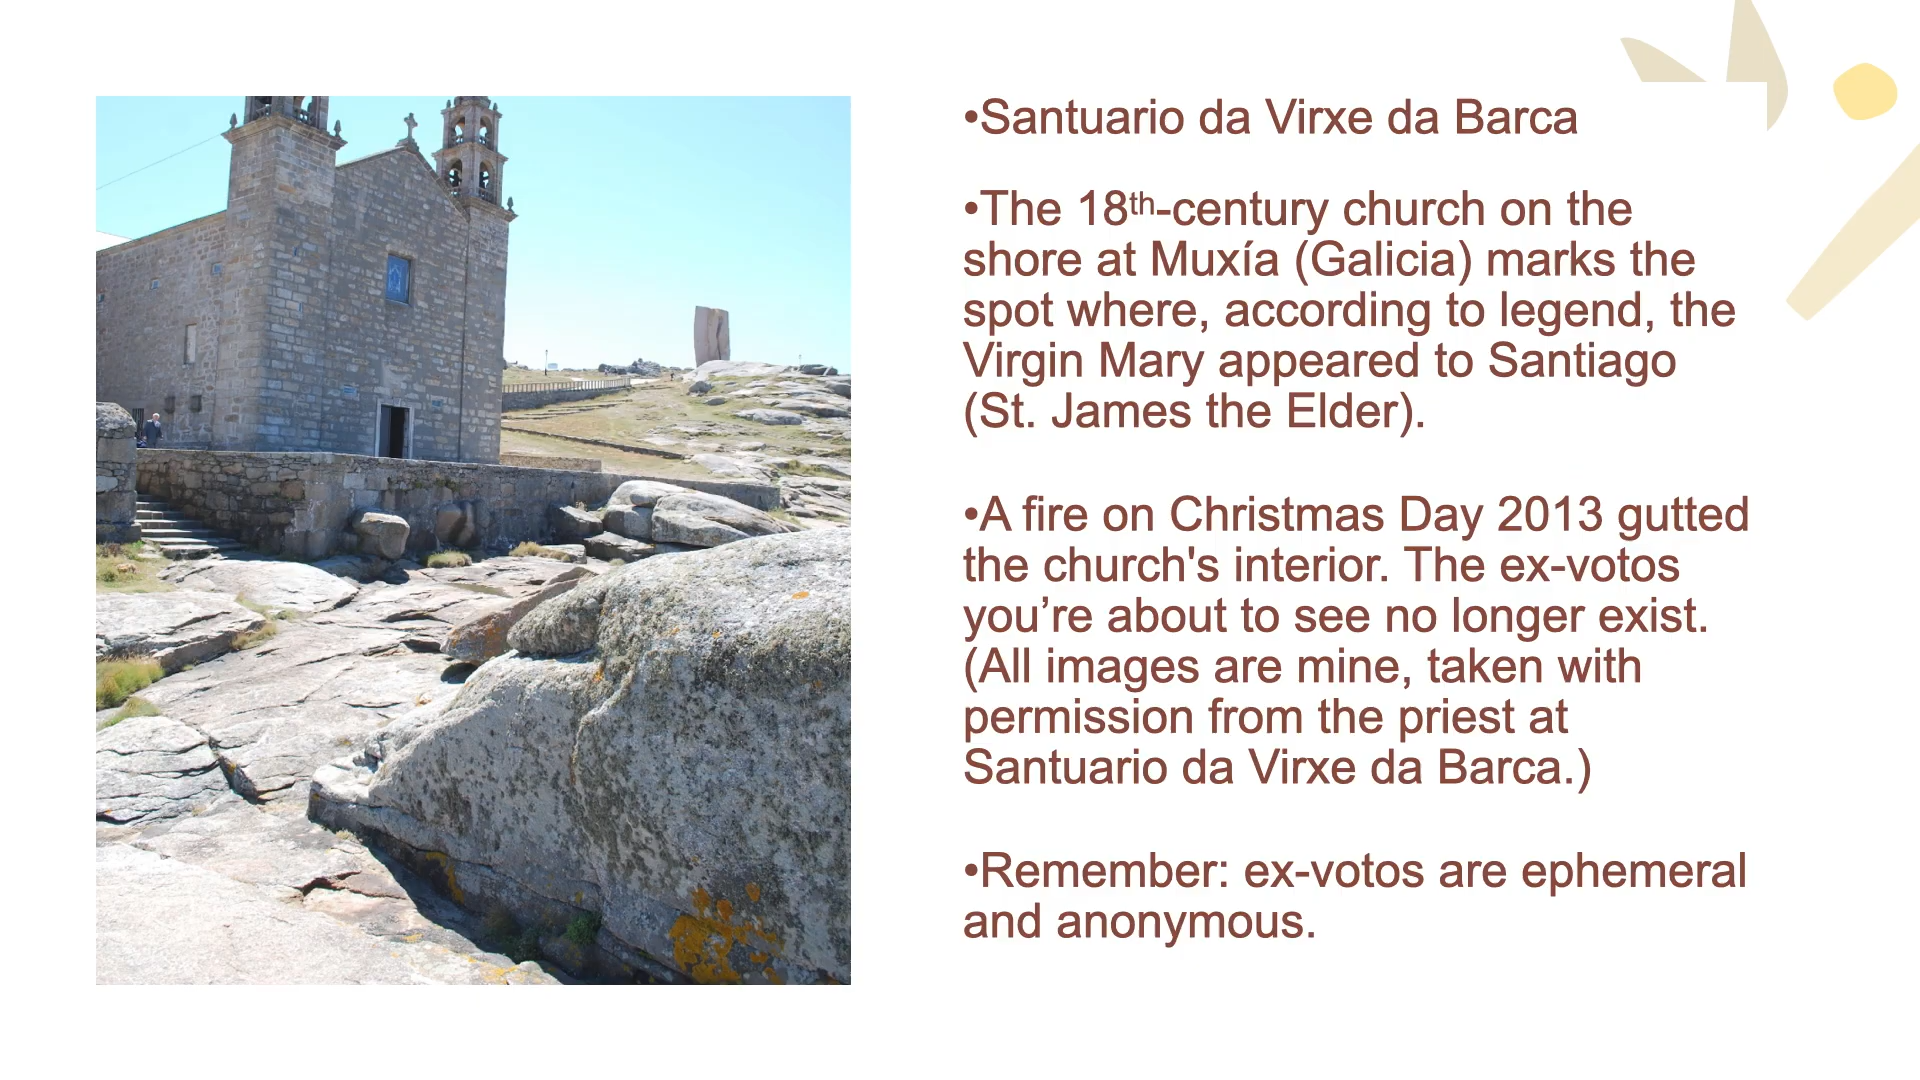 •Santuario da Virxe da Barca
•The 18th-century church on the
shore at Muxía (Galicia) marks the
spot where, according to legend, the
Virgin Mary appeared to Santiago
(St. James the Elder).
•A fire on Christmas Day 2013 gutted
the church's interior. The ex-votos
you’re about to see no longer exist.
(All images are mine, taken with
permission from the priest at
Santuario da Virxe da Barca.)
•Remember: ex-votos are ephemeral
and anonymous.